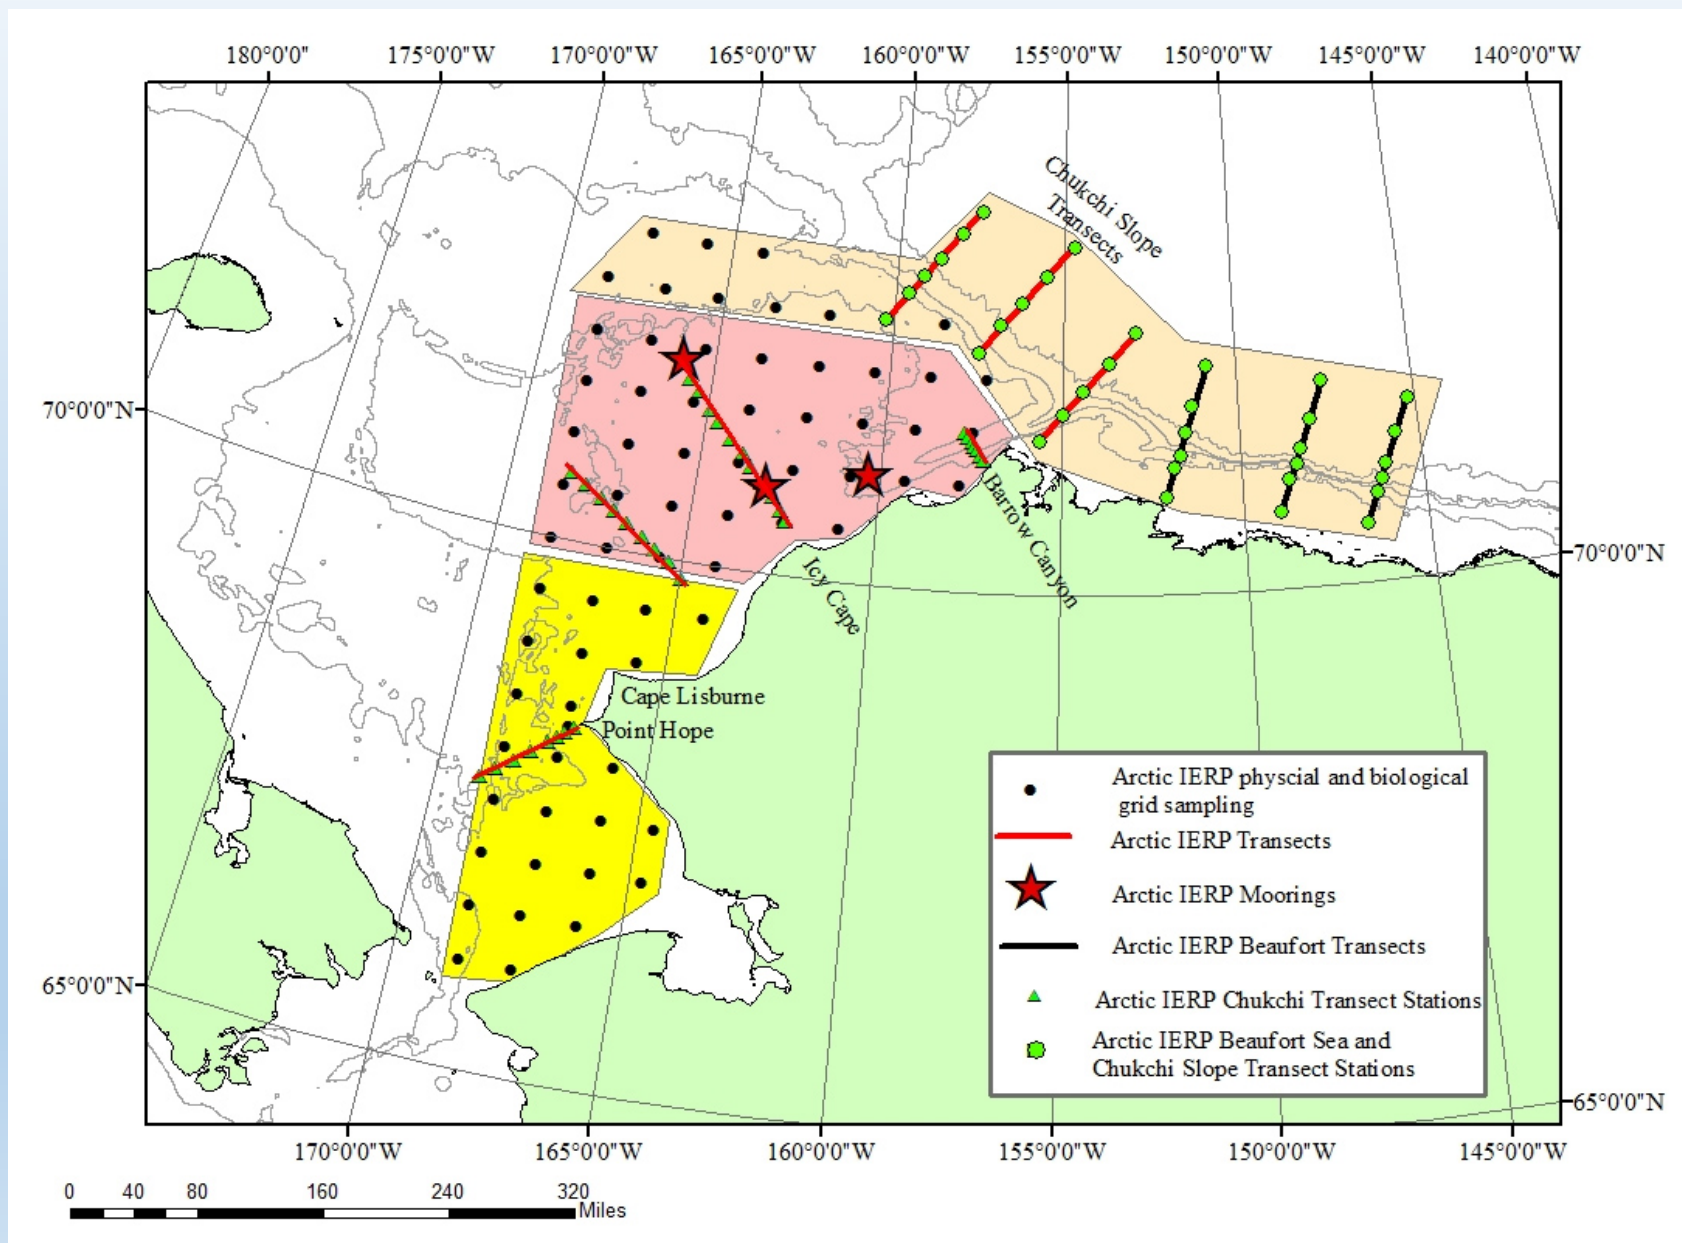 180°0'0" 175°0'0"W 170°0'0"W 165°0'0"W 160°0'0"W 155°0'0"W 150°0'0"W 145°0'0"W 140°0'0"W
Chukchi Slope
Transects
70°0'0"N
70°0'0"N
Barrow Canyon
Icy Cape
Cape Lisburne
Point Hope
Arctic IERP physcial and biological
grid sampling
Arctic IERP Transects
Arctic IERP Moorings
Arctic IERP Beaufort Transects
Arctic IERP Chukchi Transect Stations
Arctic IERP Beaufort Sea and
Chukchi Slope Transect Stations
65°0'0"N
65°0'0"N
170°0'0"W 165°0'0"W 160°0'0"W 155°0'0"W 150°0'0"W 145°0'0"W
0 40 80 160 240 320
Miles